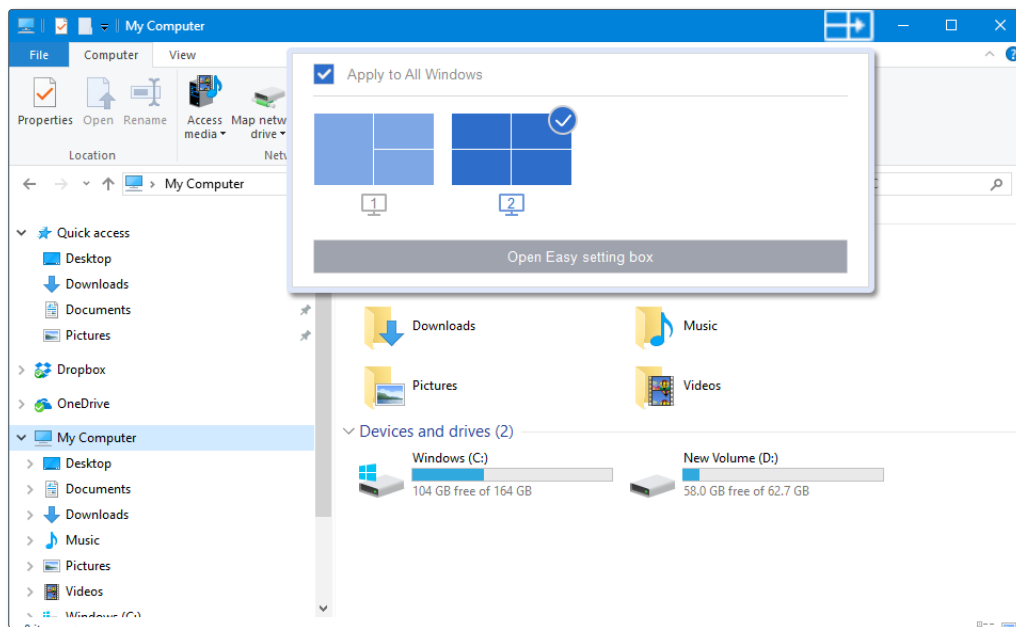 My Computer
File Computer View
Apply to All Windows
Properties Open Rename Access media Map netw drive
Location
1
2
My Computer
Open Easy setting box
Quick access
Desktop
Downloads
Documents
Pictures
Dropbox
OneDrive
My Computer
Desktop
Documents
Downloads
Music
Pictures
Videos
Windows (C:)
Downloads
Music
Pictures
Videos
Devices and drives (2)
Windows (C:)
104 GB free of 164 GB
New Volume (D:)
58.0 GB free of 62.7 GB